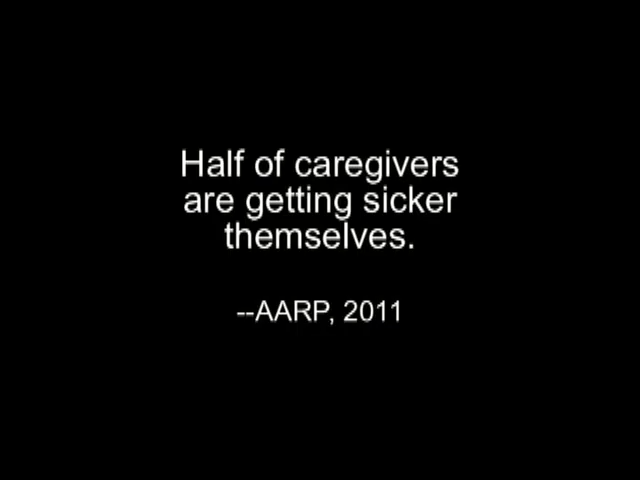 Half of caregivers
are getting sicker
themselves.
--AARP, 2011